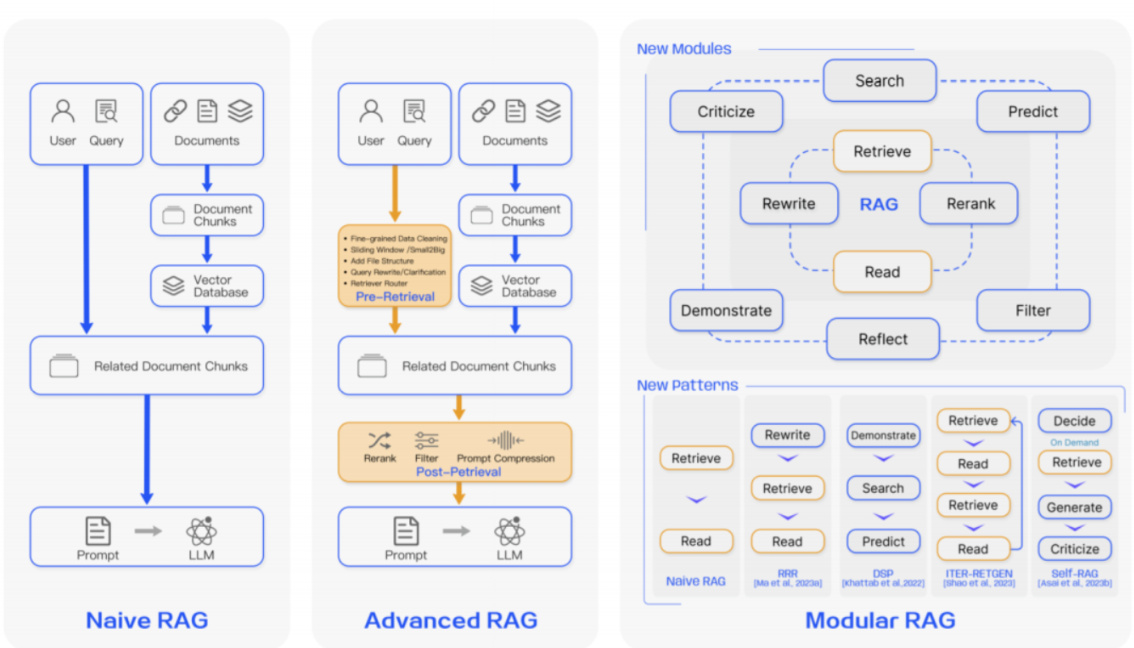 User Query
Documents
Document
Chunks
Vector
Database
Related Document Chunks
Prompt
LLM
Naive RAG
User Query
Documents
• Fine-grained Data Cleaning
• Sliding Window /Small2Big
• Add File Structure
• Query Rewrite/Clarification
• Retriever Router
Pre-Retrieval
Document
Chunks
Vector
Database
Related Document Chunks
Rerank Filter Prompt Compression
Post-Petrieval
Prompt
LLM
Advanced RAG
New Modules
Search
Criticize
Predict
Retrieve
Rewrite
RAG
Rerank
Read
Demonstrate
Filter
Reflect
New Patterns
Retrieve
Read
Naive RAG
Rewrite
Retrieve
Read
RRR
[Ma et al., 2023a]
Demonstrate
Search
Predict
DSP
[Khattab et al,2022]
Retrieve
Read
Retrieve
Read
ITER-RETGEN
[Shao et al., 2023]
Decide
On Demand
Retrieve
Generate
Criticize
Self-RAG
[Asai et al., 2023b]
Modular RAG